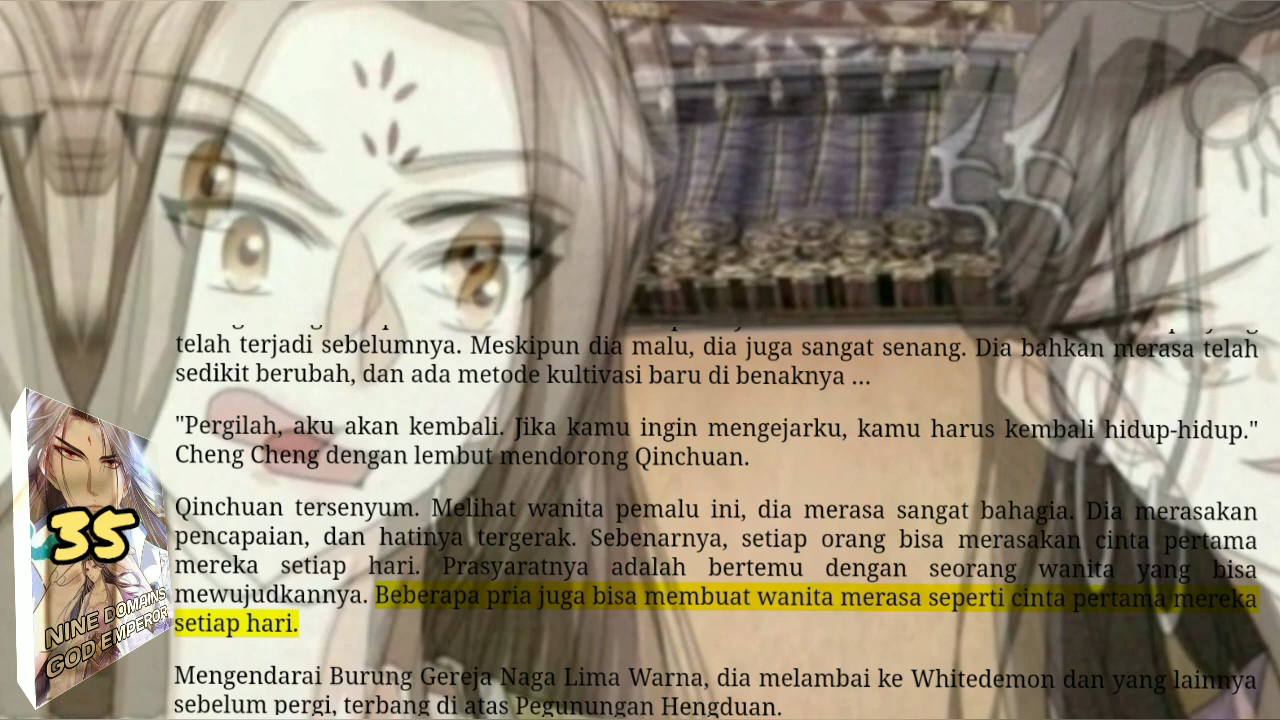 telah terjadi sebelumnya. Meskipun dia malu, dia juga sangat senang. Dia bahkan merasa telah
sedikit berubah, dan ada metode kultivasi baru di benaknya ...
"Pergilah, aku akan kembali. Jika kamu ingin mengejarku, kamu harus kembali hidup-hidup."
Cheng Cheng dengan lembut mendorong Qinchuan.
Qinchuan tersenyum. Melihat wanita pemalu ini, dia merasa sangat bahagia. Dia merasakan
pencapaian, dan hatinya tergerak. Sebenarnya, setiap orang bisa merasakan cinta pertama
mereka setiap hari. Prasyaratnya adalah bertemu dengan seorang wanita yang bisa
mewujudkannya. Beberapa pria juga bisa membuat wanita merasa seperti cinta pertama mereka
setiap hari.
Mengendarai Burung Gereja Naga Lima Warna, dia melambai ke Whitedemon dan yang lainnya
sebelum pergi, terbang di atas Pegunungan Hengduan.
35
NINE DOMAINS
GOD EMPEROR